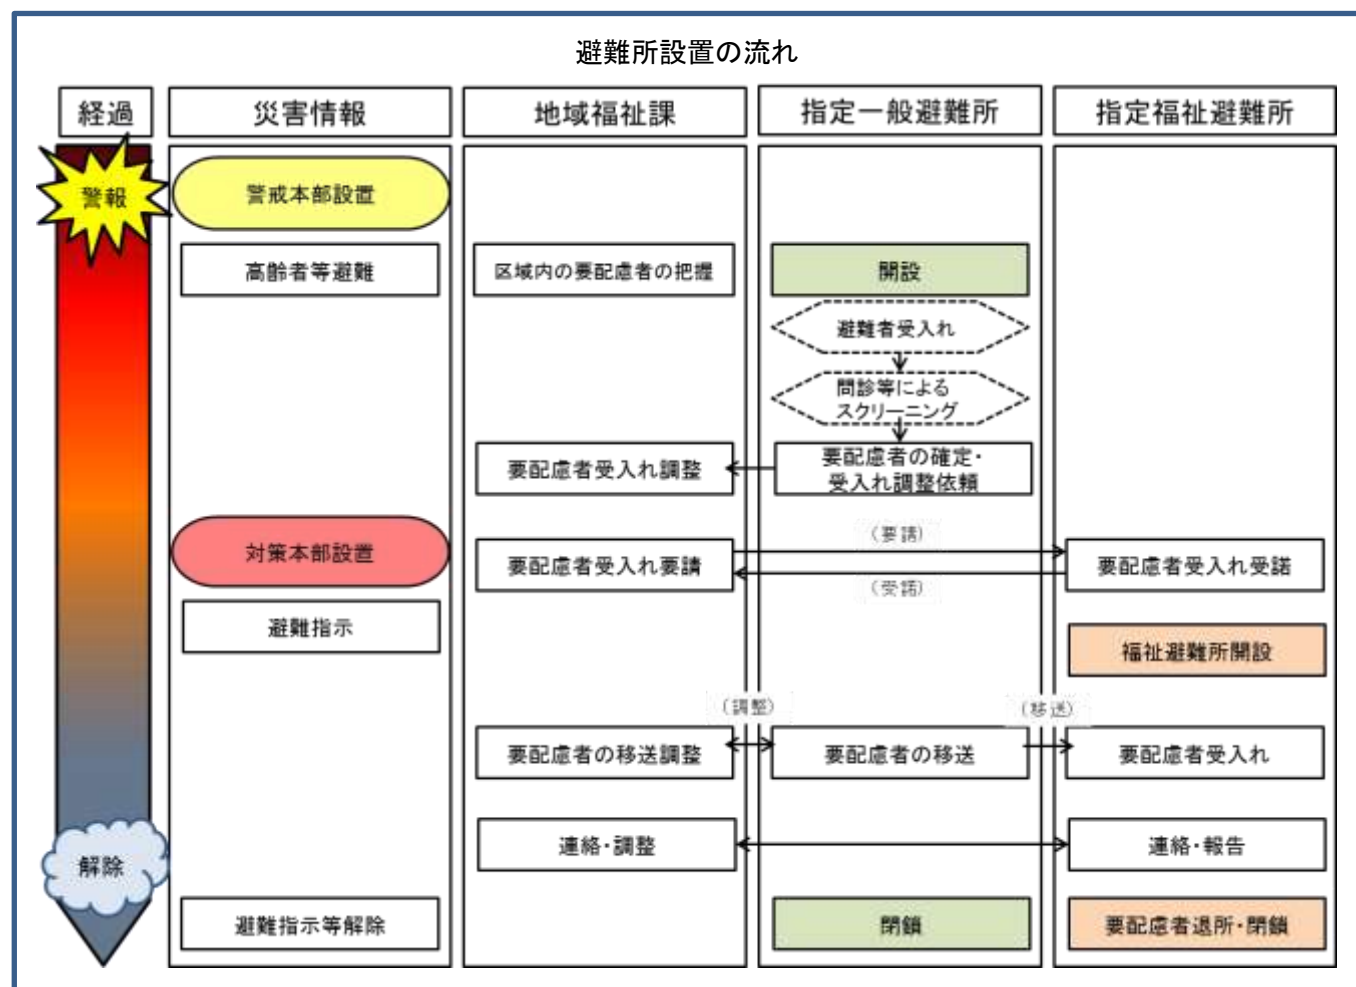 避難所設置の流れ
経過
災害情報
地域福祉課
指定一般避難所
指定福祉避難所
警報
警戒本部設置
高齢者等避難
区域内の要配慮者の把握
開設
避難者受入れ
問診等による
スクリーニング
要配慮者受入れ調整
要配慮者の確定・
受入れ調整依頼
対策本部設置
要配慮者受入れ要請
（要請）
（受諾）
要配慮者受入れ受諾
避難指示
福祉避難所開設
（調整）
（移送）
要配慮者の移送調整
要配慮者の移送
要配慮者受入れ
連絡・調整
連絡・報告
解除
避難指示等解除
閉鎖
要配慮者退所・閉鎖